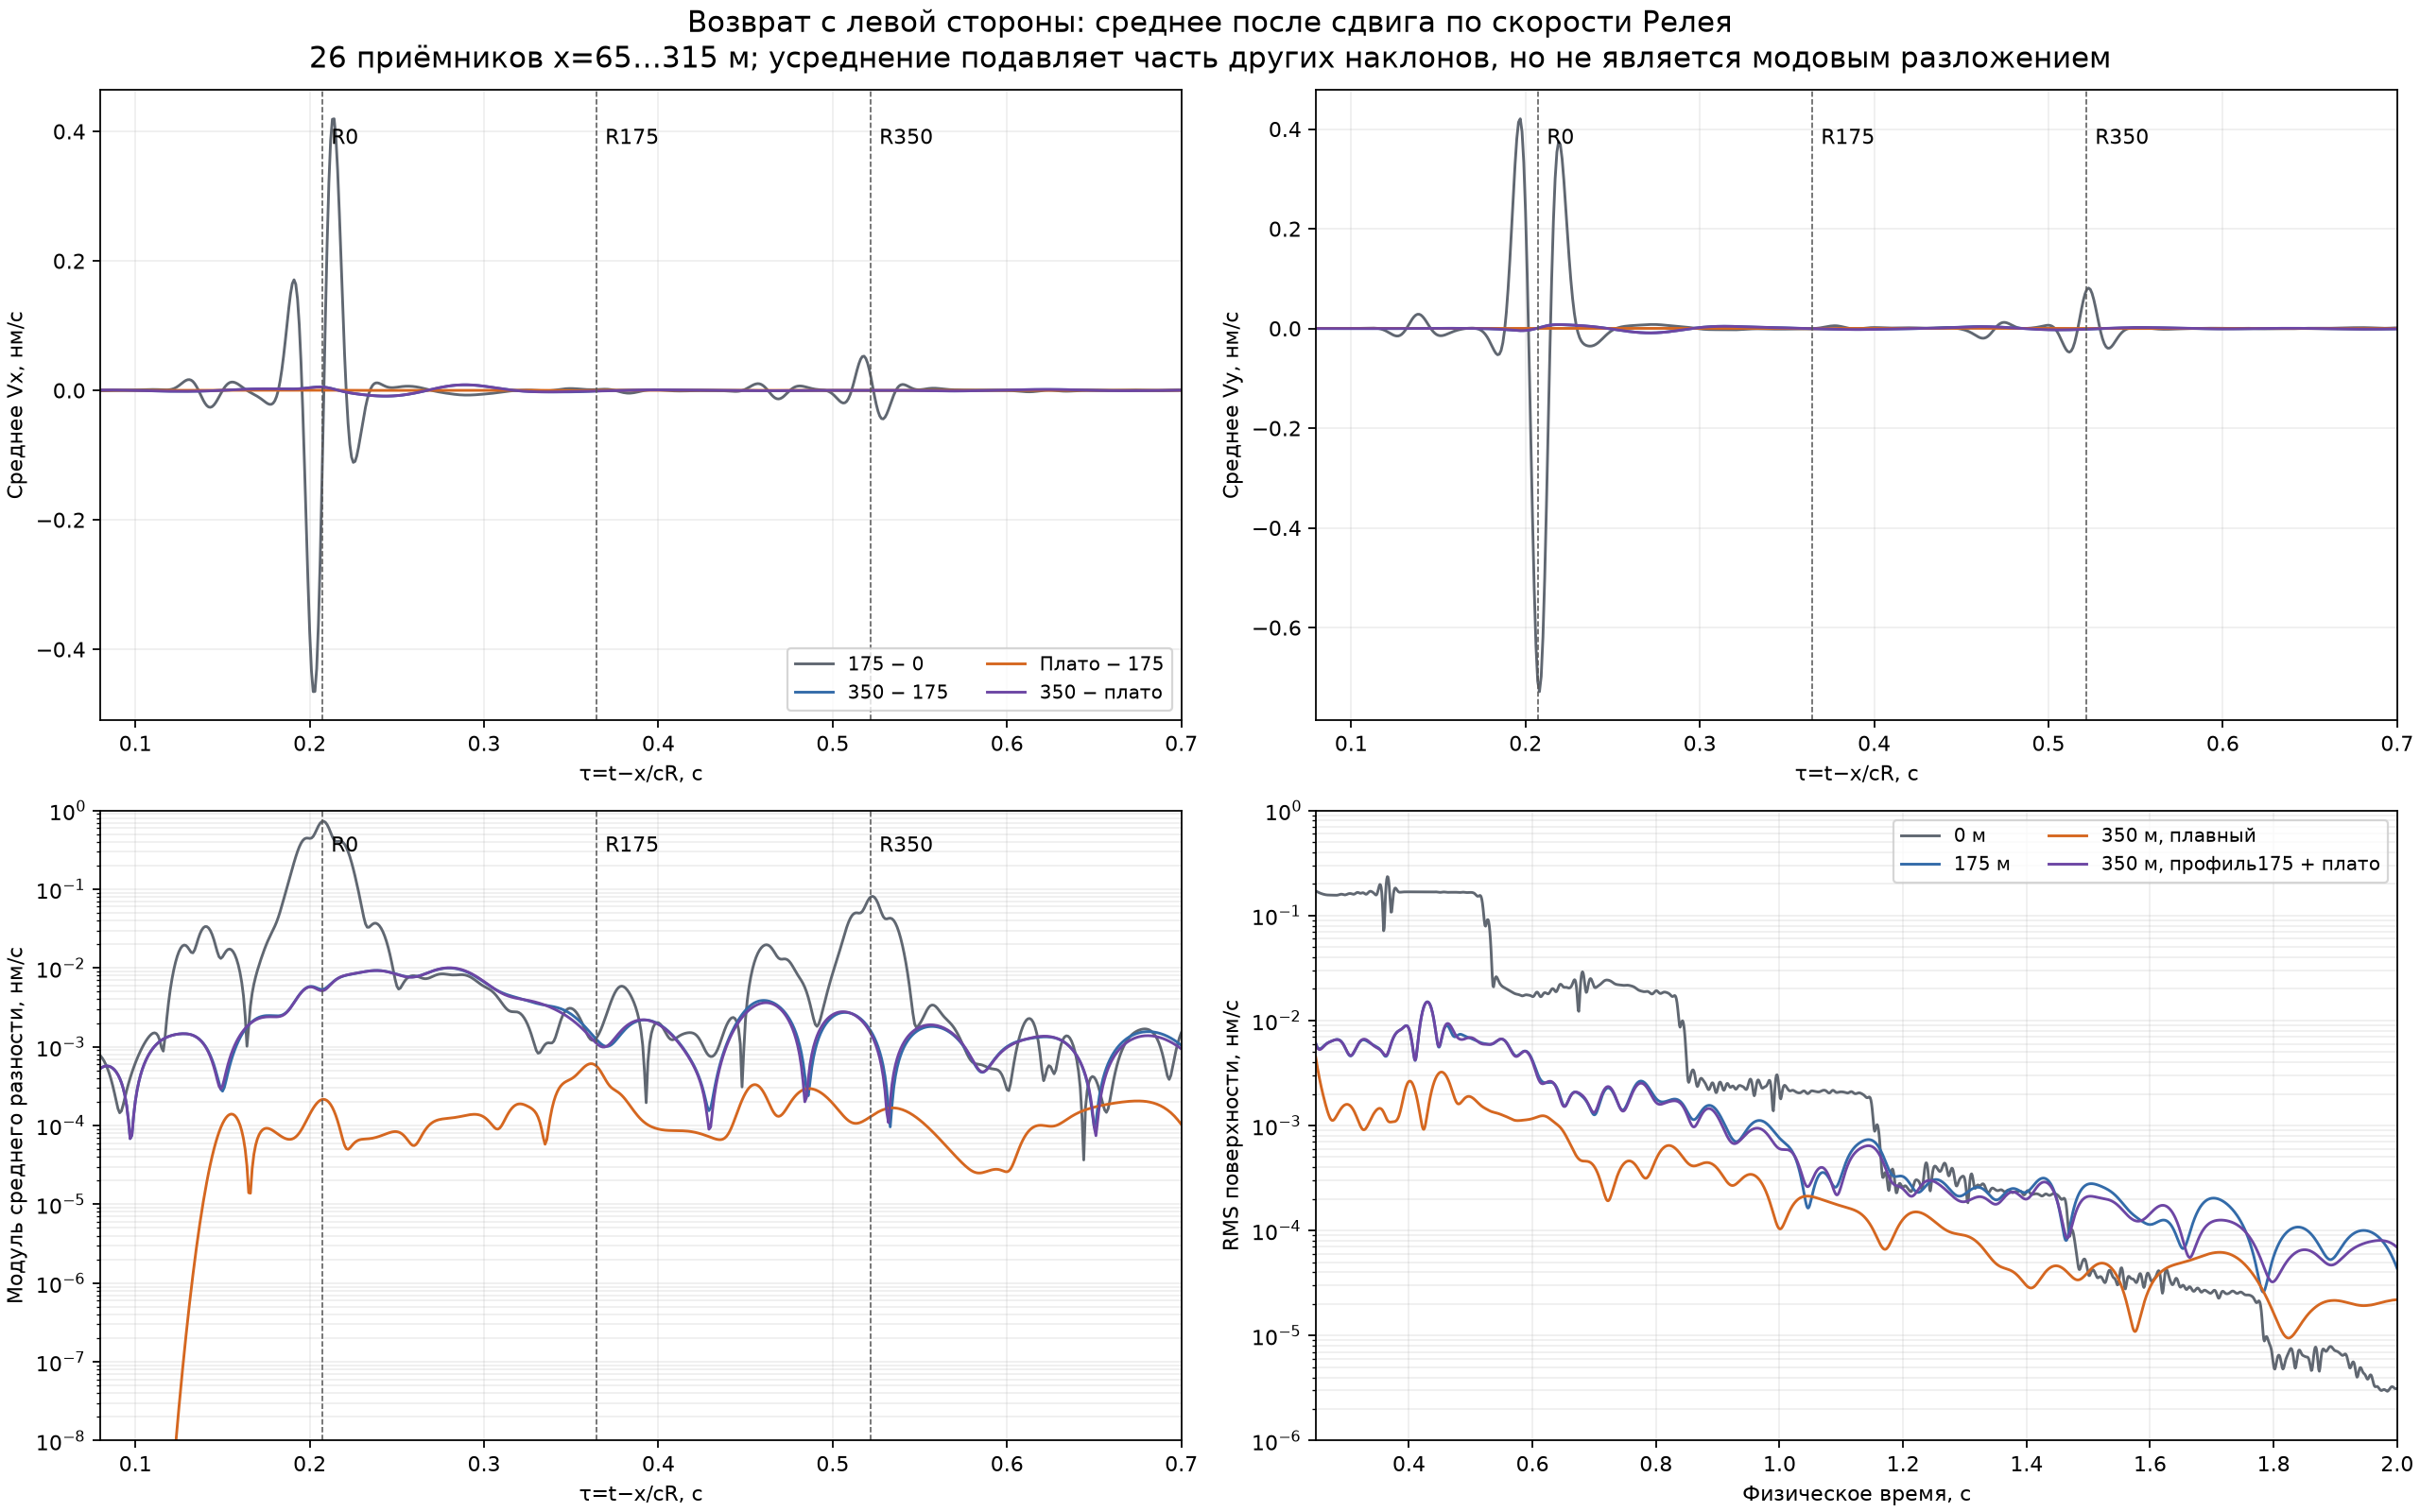 Возврат с левой стороны: среднее после сдвига по скорости Релея
26 приёмников x=65…315 м; усреднение подавляет часть других наклонов, но не является модовым разложением
Среднее Vx, нм/с
0.4
0.2
0.0
−0.2
−0.4
R0
R175
R350
175 − 0
350 − 175
Плато − 175
350 − плато
0.1 0.2 0.3 0.4 0.5 0.6 0.7
τ=t−x/cR, с
Среднее Vy, нм/с
0.4
0.2
0.0
−0.2
−0.4
−0.6
R0
R175
R350
0.1 0.2 0.3 0.4 0.5 0.6 0.7
τ=t−x/cR, с
Модуль среднего разности, нм/с
10⁰
10⁻¹
10⁻²
10⁻³
10⁻⁴
10⁻⁵
10⁻⁶
10⁻⁷
10⁻⁸
R0
R175
R350
0.1 0.2 0.3 0.4 0.5 0.6 0.7
τ=t−x/cR, с
RMS поверхности, нм/с
10⁰
10⁻¹
10⁻²
10⁻³
10⁻⁴
10⁻⁵
10⁻⁶
0 м
175 м
350 м, плавный
350 м, профиль175 + плато
0.4 0.6 0.8 1.0 1.2 1.4 1.6 1.8 2.0
Физическое время, с